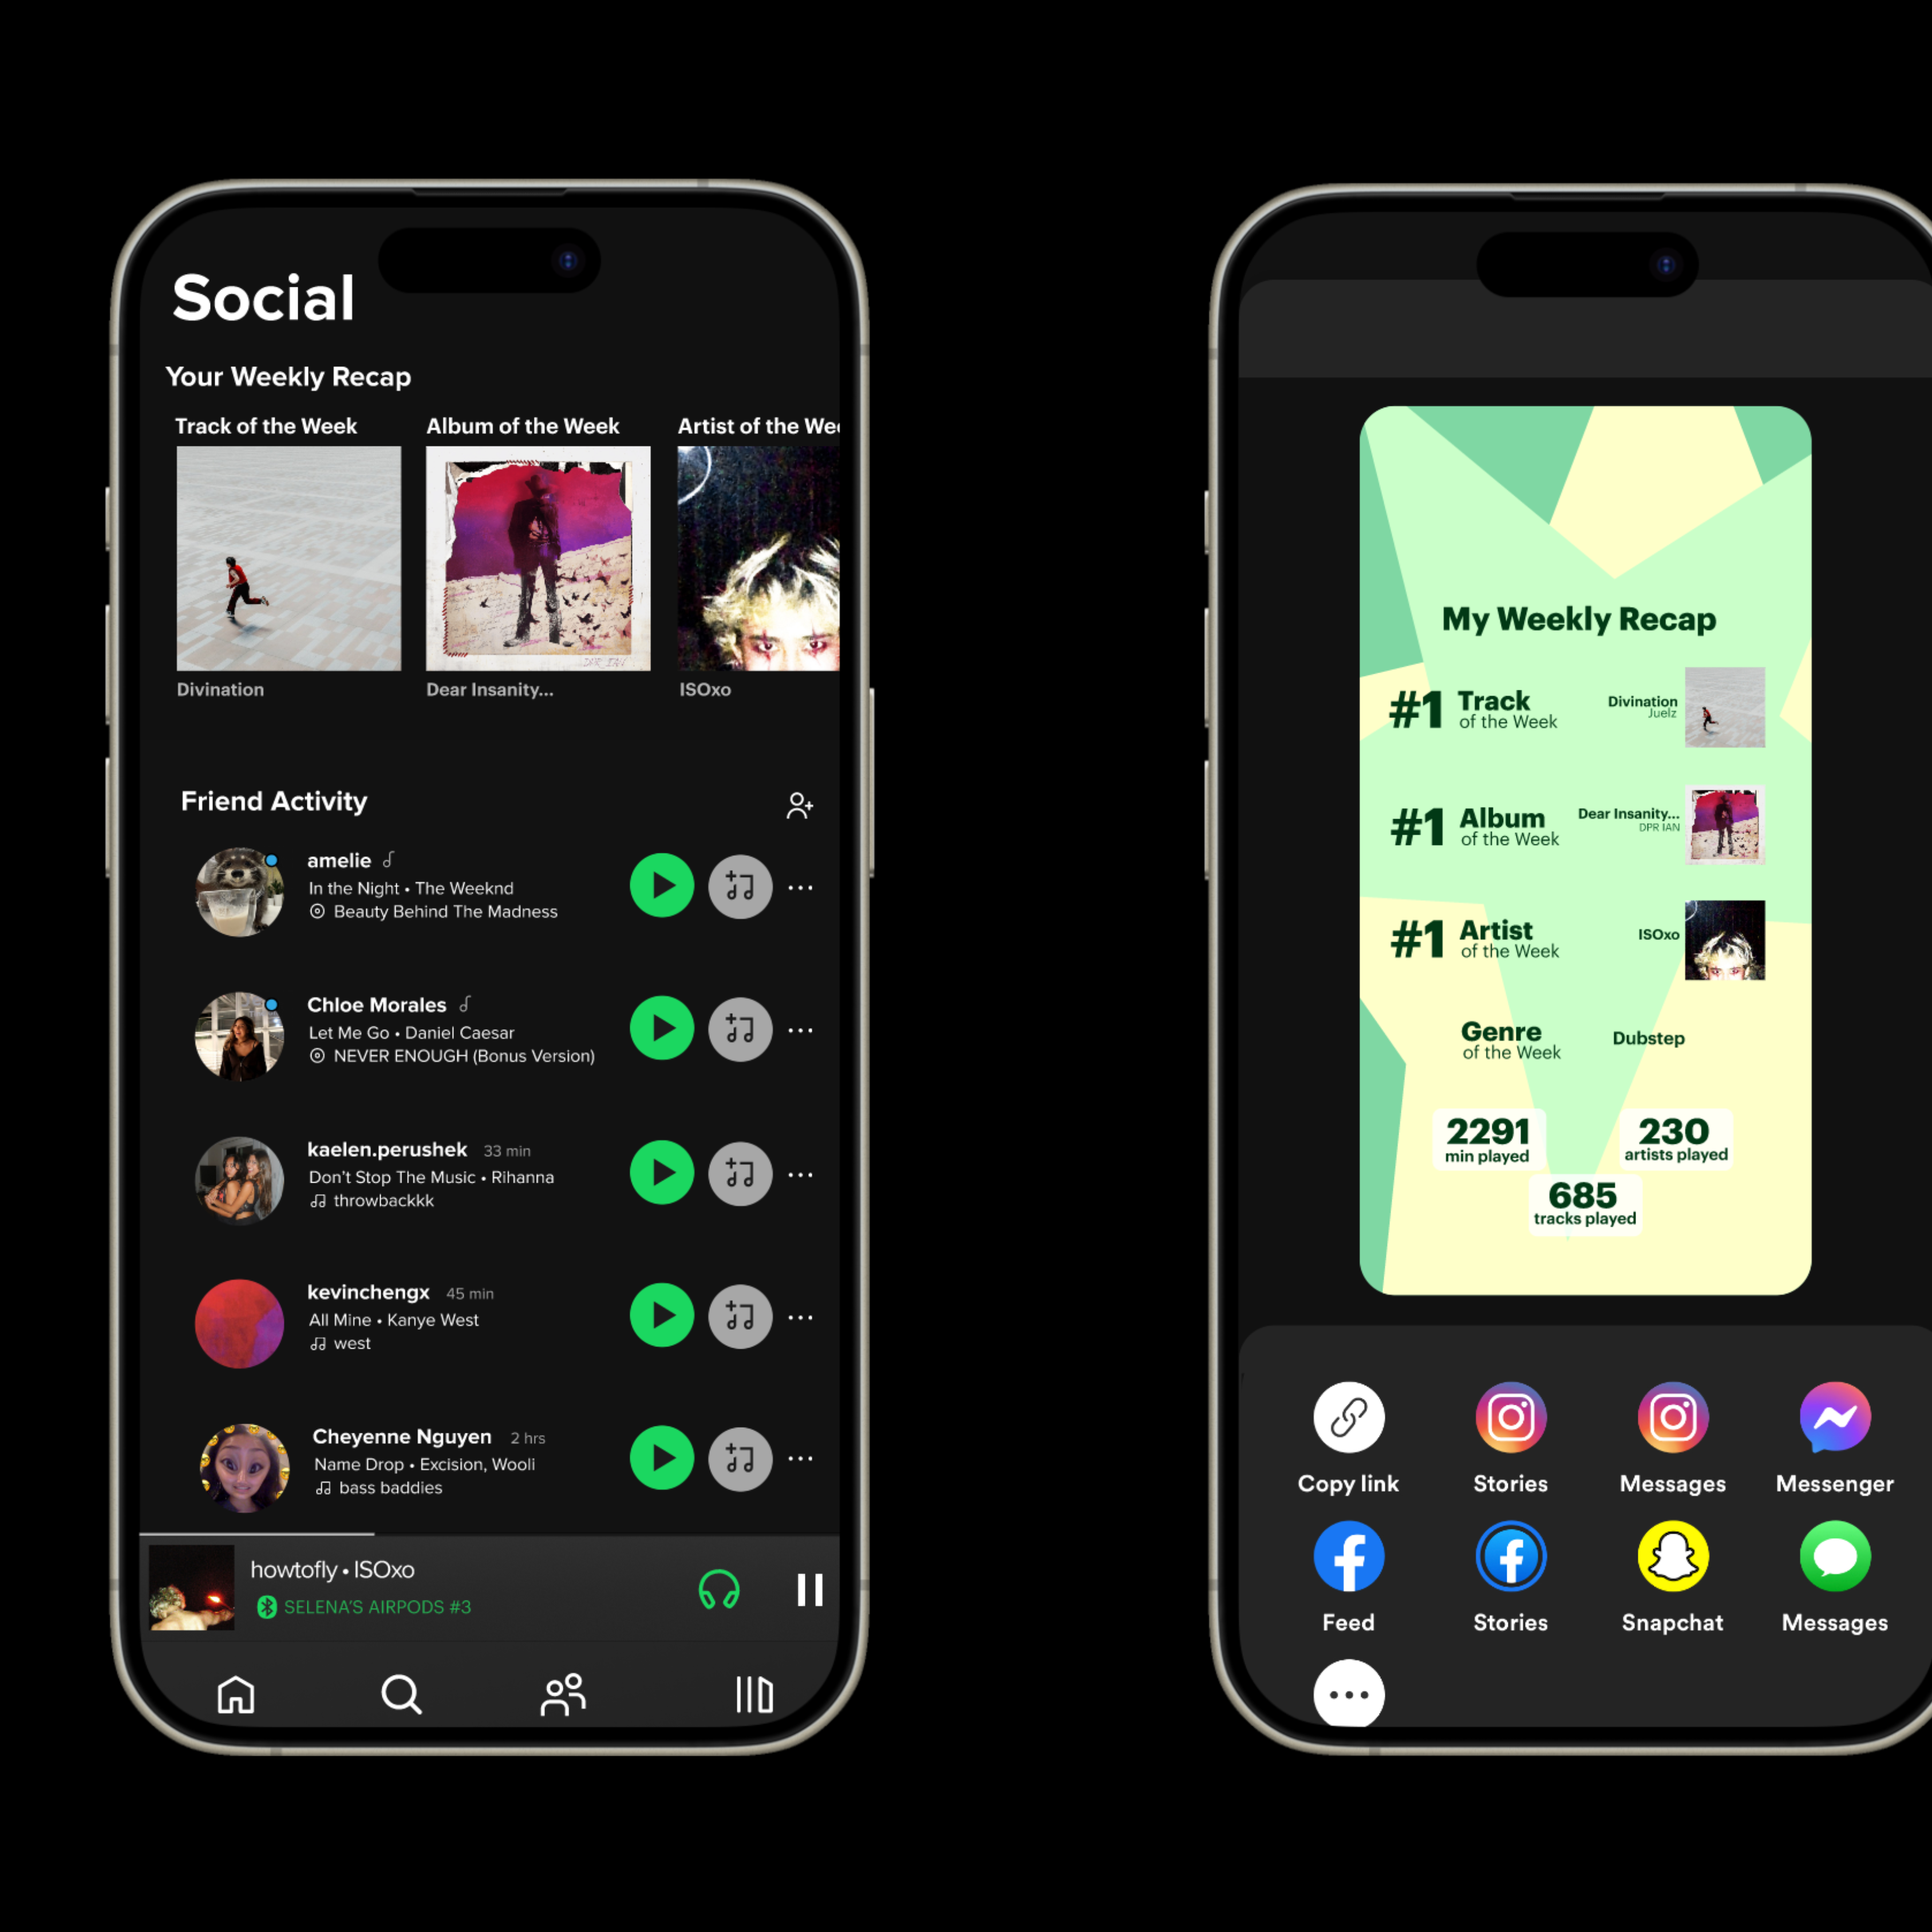 Social
Your Weekly Recap
Track of the Week
Album of the Week
Artist of the Wee
Divination
Dear Insanity...
ISOxo
Friend Activity
amelie
In the Night • The Weeknd
Beauty Behind The Madness
Chloe Morales
Let Me Go • Daniel Caesar
NEVER ENOUGH (Bonus Version)
kaelen.perushek 33 min
Don't Stop The Music • Rihanna
throwbackkk
kevinchengx 45 min
All Mine • Kanye West
west
Cheyenne Nguyen 2 hrs
Name Drop • Excision, Wooli
bass baddies
howtofly • ISOxo
SELENA'S AIRPODS #3
My Weekly Recap
#1 Track
of the Week
Divination
Juelz
#1 Album
of the Week
Dear Insanity...
DPR IAN
#1 Artist
of the Week
ISOxo
Genre
of the Week
Dubstep
2291
min played
230
artists played
685
tracks played
Copy link
Stories
Messages
Messenger
Feed
Stories
Snapchat
Messages